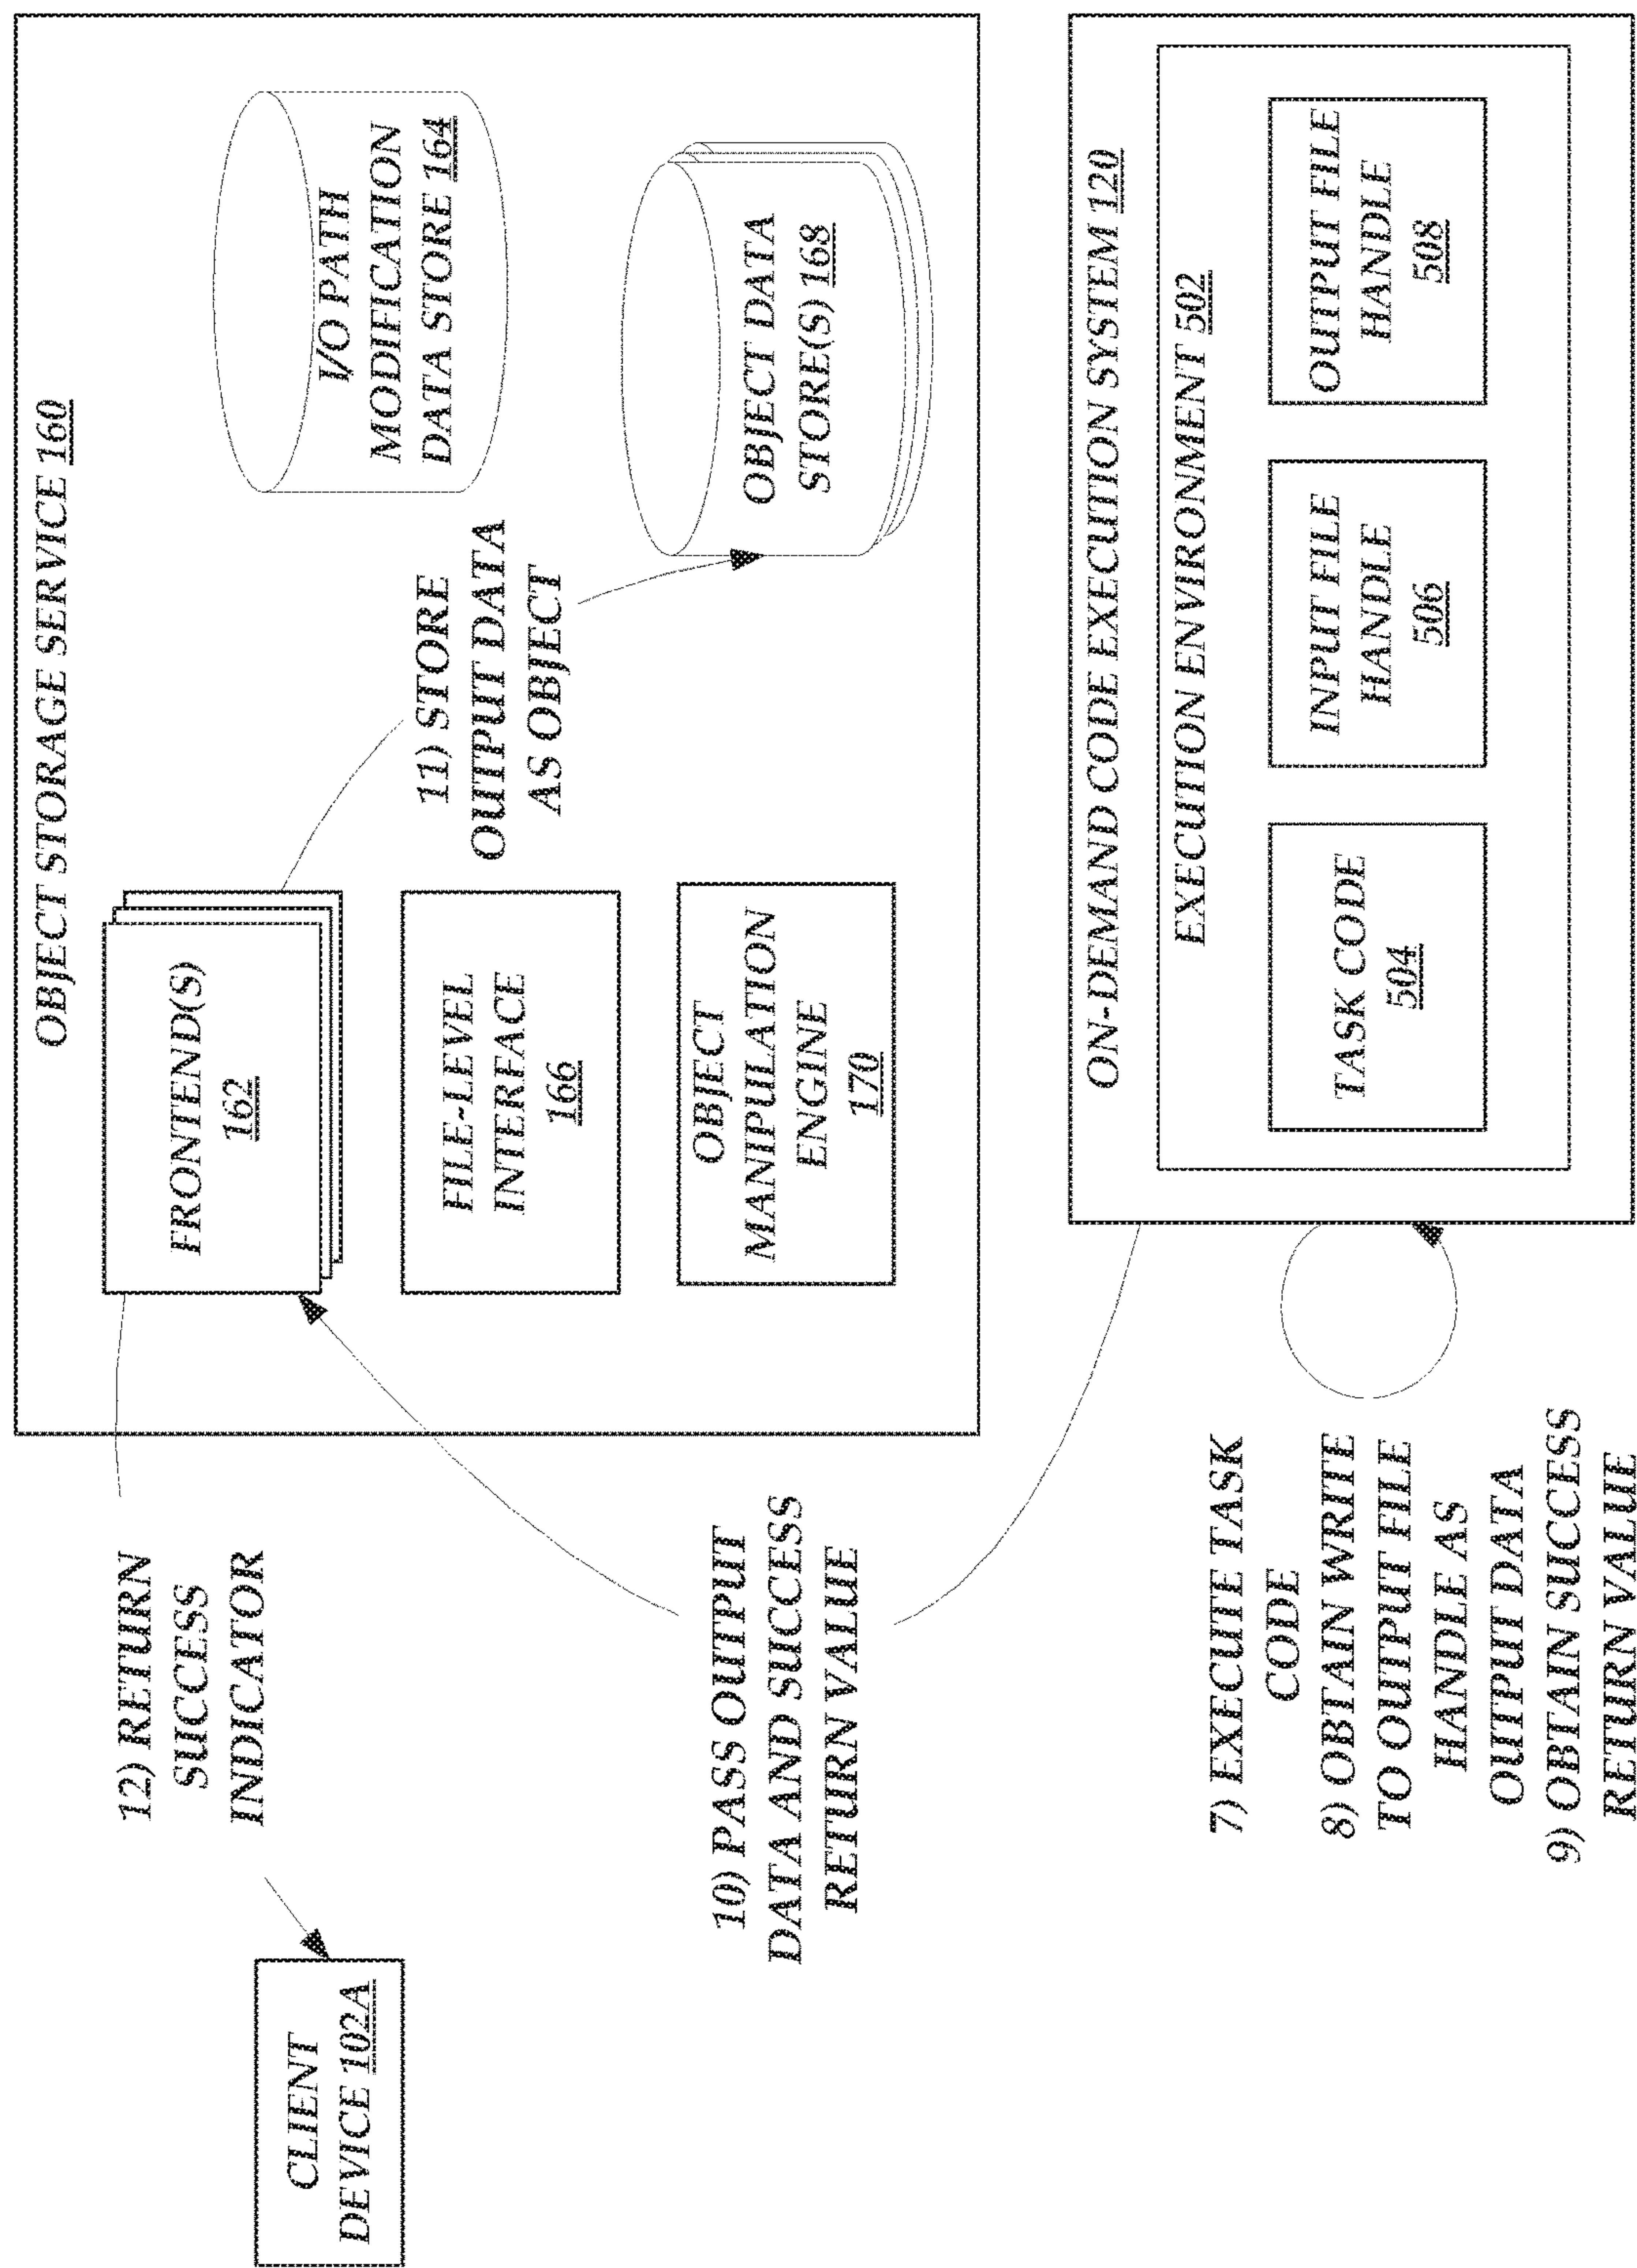 OBJECT STORAGE SERVICE 160
FRONTEND(S)
162
FILE-LEVEL
INTERFACE
166
OBJECT
MANIPULATION
ENGINE
170
I/O PATH
MODIFICATION
DATA STORE 164
OBJECT DATA
STORE(S) 168
11) STORE
OUTPUT DATA
AS OBJECT
12) RETURN
SUCCESS
INDICATOR
CLIENT
DEVICE 102A
10) PASS OUTPUT
DATA AND SUCCESS
RETURN VALUE
ON-DEMAND CODE EXECUTION SYSTEM 120
EXECUTION ENVIRONMENT 502
TASK CODE
504
INPUT FILE
HANDLE
506
OUTPUT FILE
HANDLE
508
7) EXECUTE TASK
CODE
8) OBTAIN WRITE
TO OUTPUT FILE
HANDLE AS
OUTPUT DATA
9) OBTAIN SUCCESS
RETURN VALUE